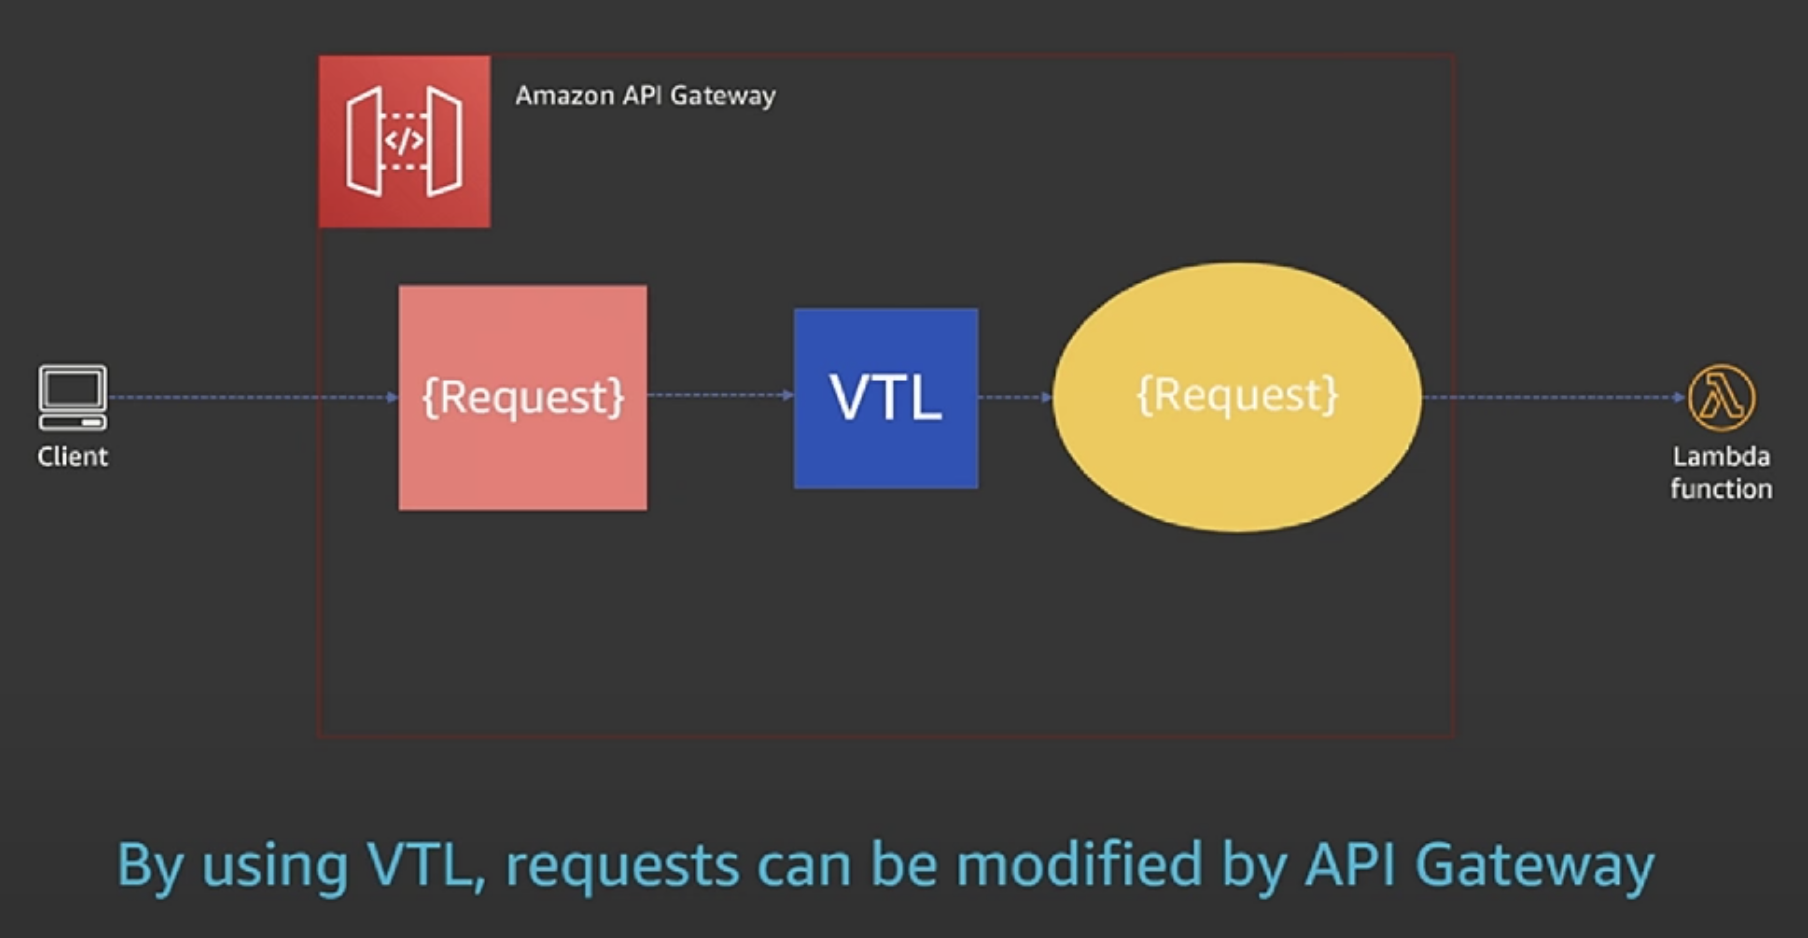 </>
Amazon API Gateway
{Request}
VTL
{Request}
Client
Lambda
function
By using VTL, requests can be modified by API Gateway